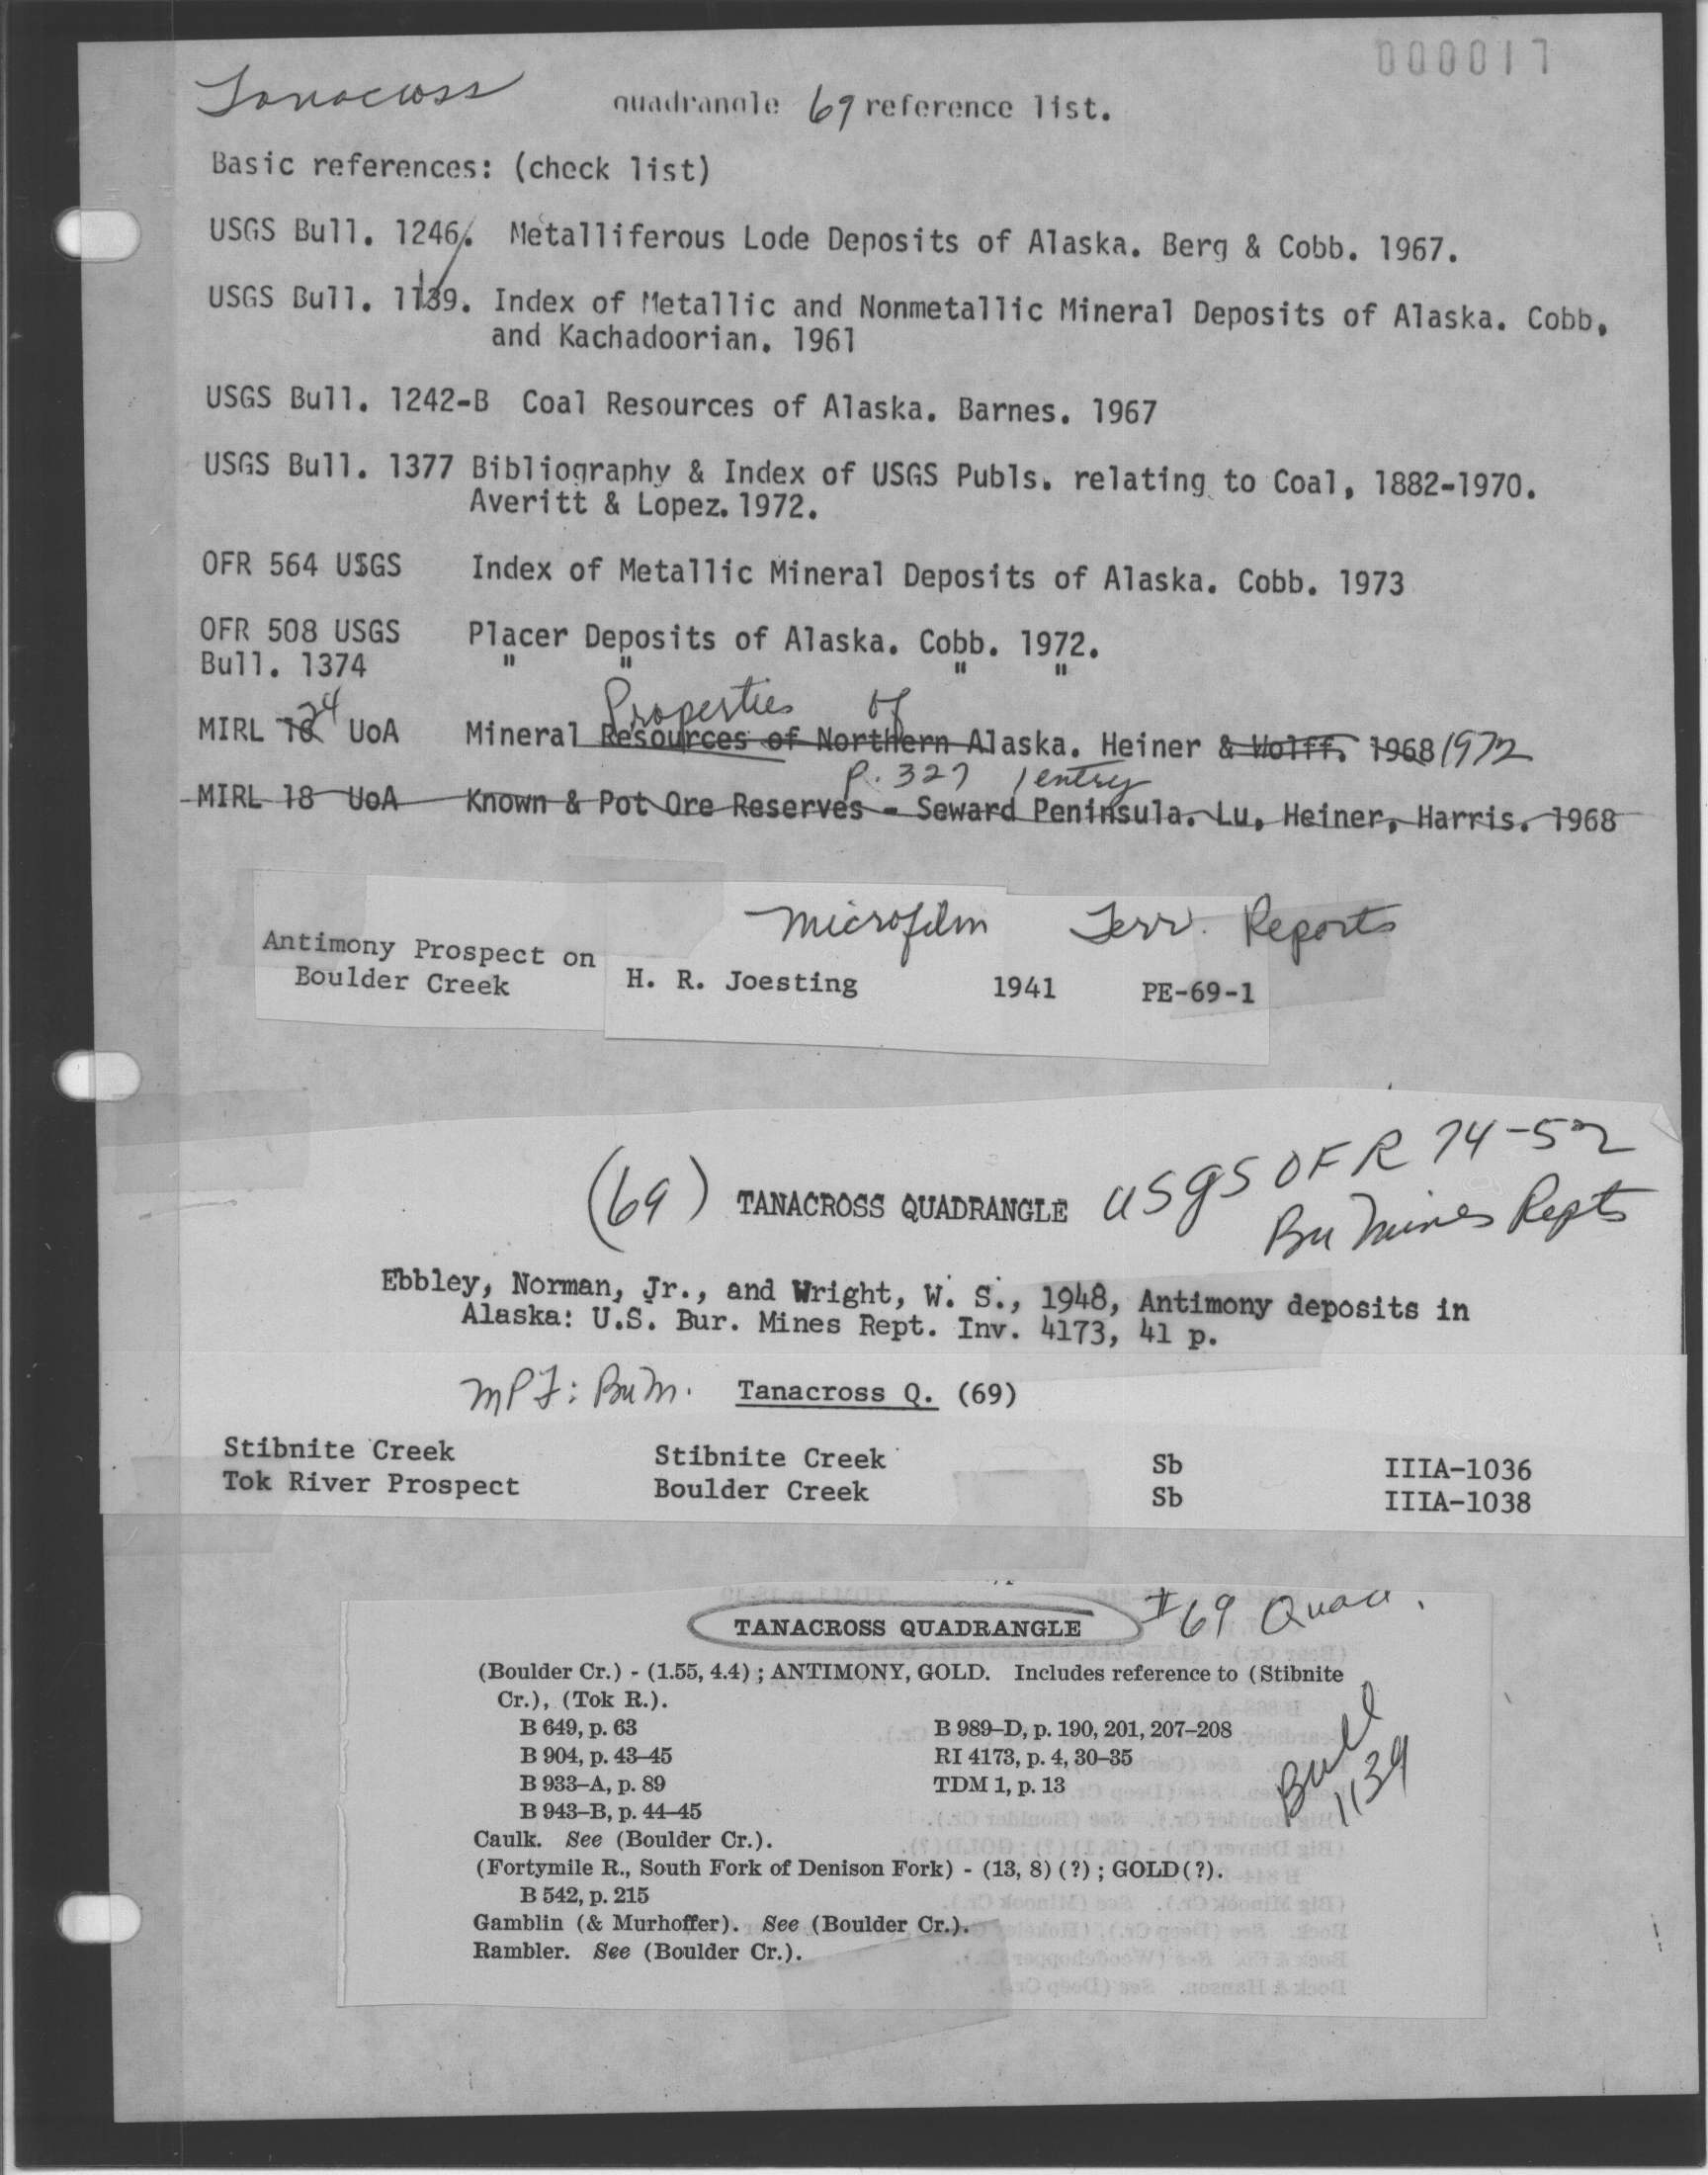 000017
Tanacross quadrangle 69 reference list.
Basic references: (check list)
USGS Bull. 1246. Metalliferous Lode Deposits of Alaska. Berg & Cobb. 1967.
USGS Bull. 1139. Index of Metallic and Nonmetallic Mineral Deposits of Alaska. Cobb,
and Kachadoorian. 1961
USGS Bull. 1242-B Coal Resources of Alaska. Barnes. 1967
USGS Bull. 1377 Bibliography & Index of USGS Publs. relating to Coal, 1882-1970.
Averitt & Lopez. 1972.
OFR 564 USGS Index of Metallic Mineral Deposits of Alaska. Cobb. 1973
OFR 508 USGS Placer Deposits of Alaska. Cobb. 1972.
Bull. 1374 " " " "
24 Properties of
MIRL 18 UoA Mineral Resources of Northern Alaska. Heiner & Wolff. 1968 1972
p. 327 1 entry
MIRL 18 UoA Known & Pot Ore Reserves - Seward Peninsula. Lu, Heiner, Harris. 1968
Microfilm Terr. Reports
Antimony Prospect on
Boulder Creek H. R. Joesting 1941 PE-69-1
(69) TANACROSS QUADRANGLE USGS OFR 74-52
Bu Mines Repts
Ebbley, Norman, Jr., and Wright, W. S., 1948, Antimony deposits in
Alaska: U.S. Bur. Mines Rept. Inv. 4173, 41 p.
MPF: BuM. Tanacross Q. (69)
Stibnite Creek Stibnite Creek Sb IIIA-1036
Tok River Prospect Boulder Creek Sb IIIA-1038
TANACROSS QUADRANGLE #69 Quad.
(Boulder Cr.) - (1.55, 4.4) ; ANTIMONY, GOLD. Includes reference to (Stibnite
Cr.), (Tok R.).
B 649, p. 63 B 989–D, p. 190, 201, 207–208
B 904, p. 43–45 RI 4173, p. 4, 30–35
B 933–A, p. 89 TDM 1, p. 13
B 943–B, p. 44–45
Bull 1139
Caulk. See (Boulder Cr.).
(Fortymile R., South Fork of Denison Fork) - (13, 8) (?) ; GOLD(?).
B 542, p. 215
Gamblin (& Murhoffer). See (Boulder Cr.).
Rambler. See (Boulder Cr.).